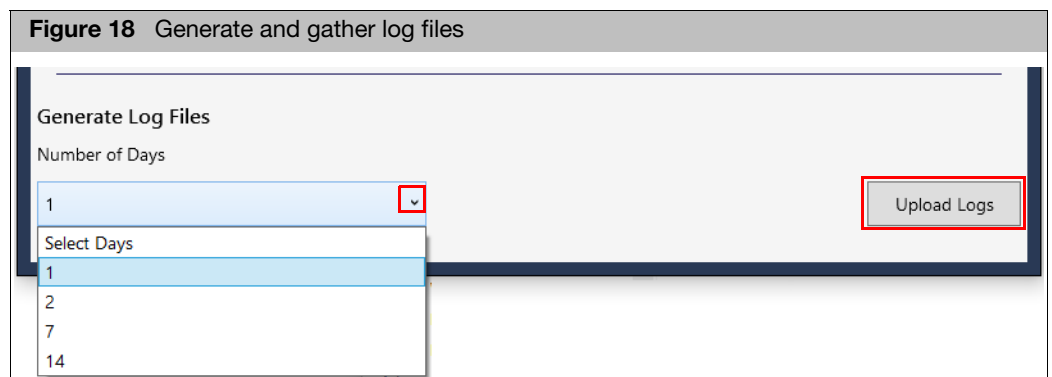 Figure 18 Generate and gather log files
Generate Log Files
Number of Days
1
Upload Logs
Select Days
1
2
7
14